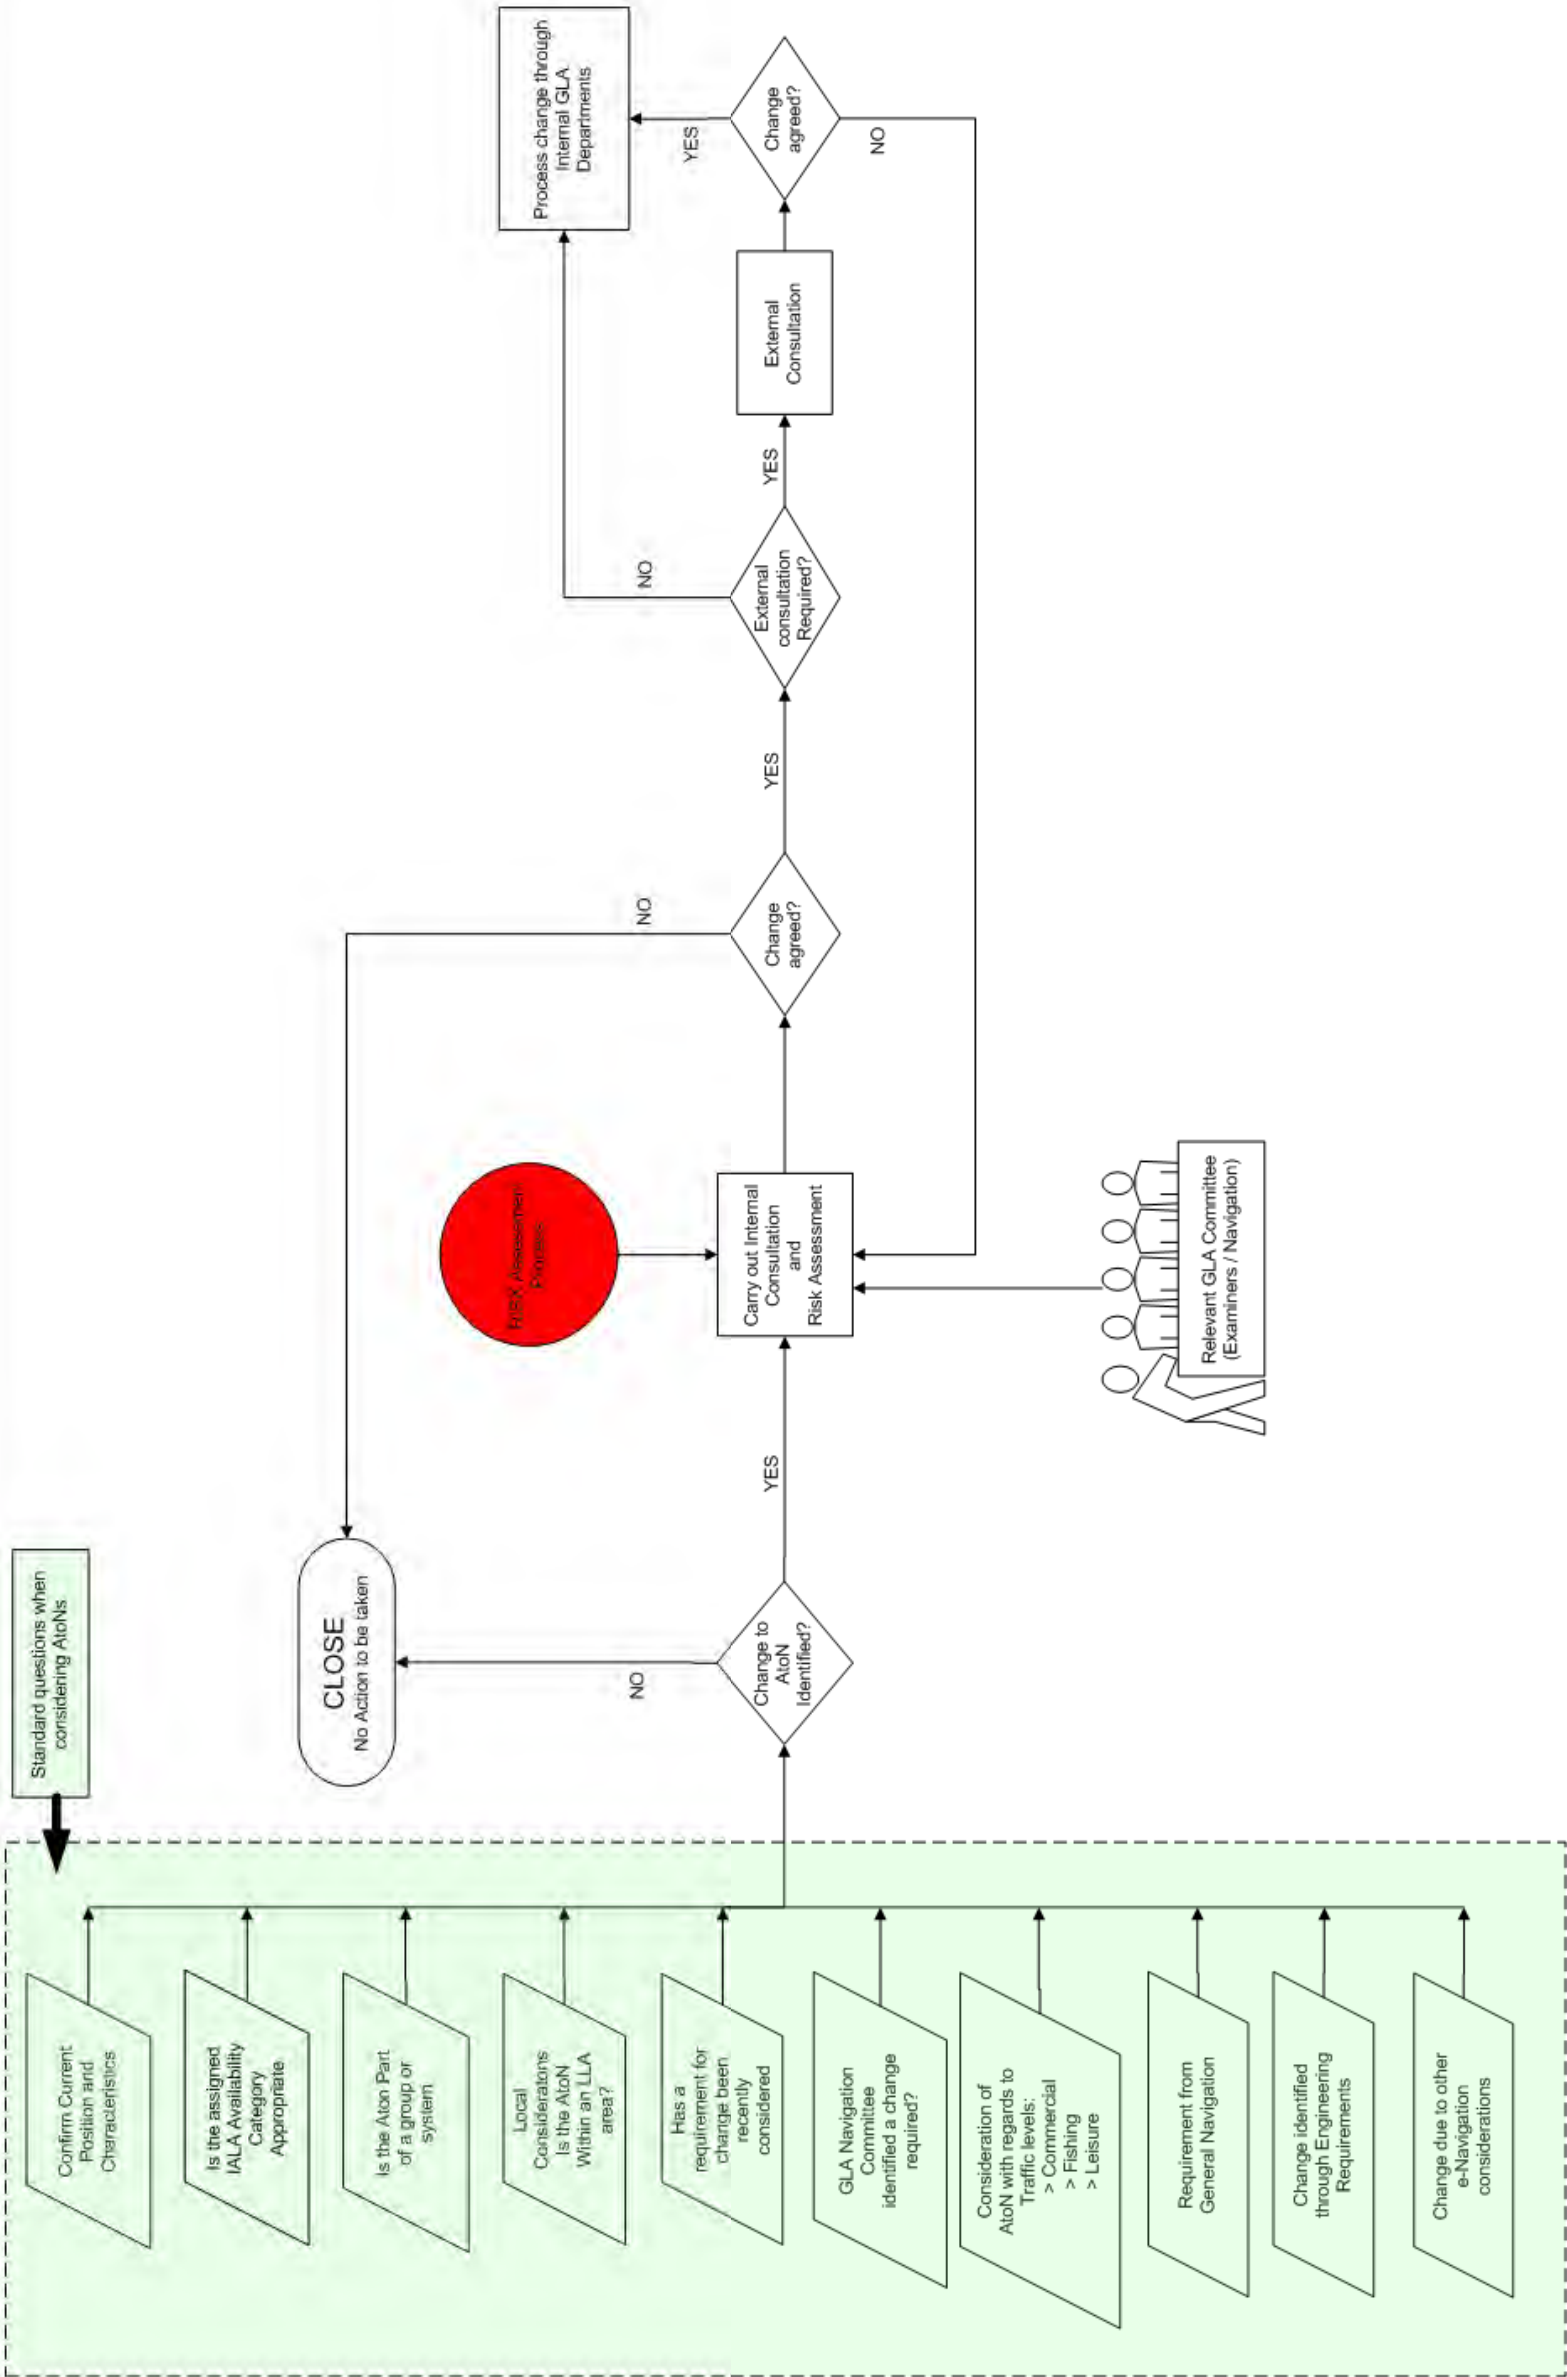 Standard questions when
considering AtoNs
Confirm Current
Position and
Characteristics
Is the assigned
IALA Availability
Category
Appropriate
Is the Aton Part
of a group or
system
Local
Consideratons
Is the AtoN
Within an LLA
area?
Has a
requirement for
change been
recently
considered
GLA Navigation
Committee
identified a change
required?
Consideration of
AtoN with regards to
Traffic levels:
> Commercial
> Fishing
> Leisure
Requirement from
General Navigation
Change identified
through Engineering
Requirements
Change due to other
e-Navigation
considerations
CLOSE
No Action to be taken
NO
Change to
AtoN
Identified?
YES
RISK Assessment
Process
Carry out Internal
Consultation
and
Risk Assessment
Relevant GLA Committee
(Examiners / Navigation)
NO
Change
agreed?
YES
NO
External
consultation
Required?
YES
External
Consultation
Process change through
Internal GLA
Departments
YES
Change
agreed?
NO